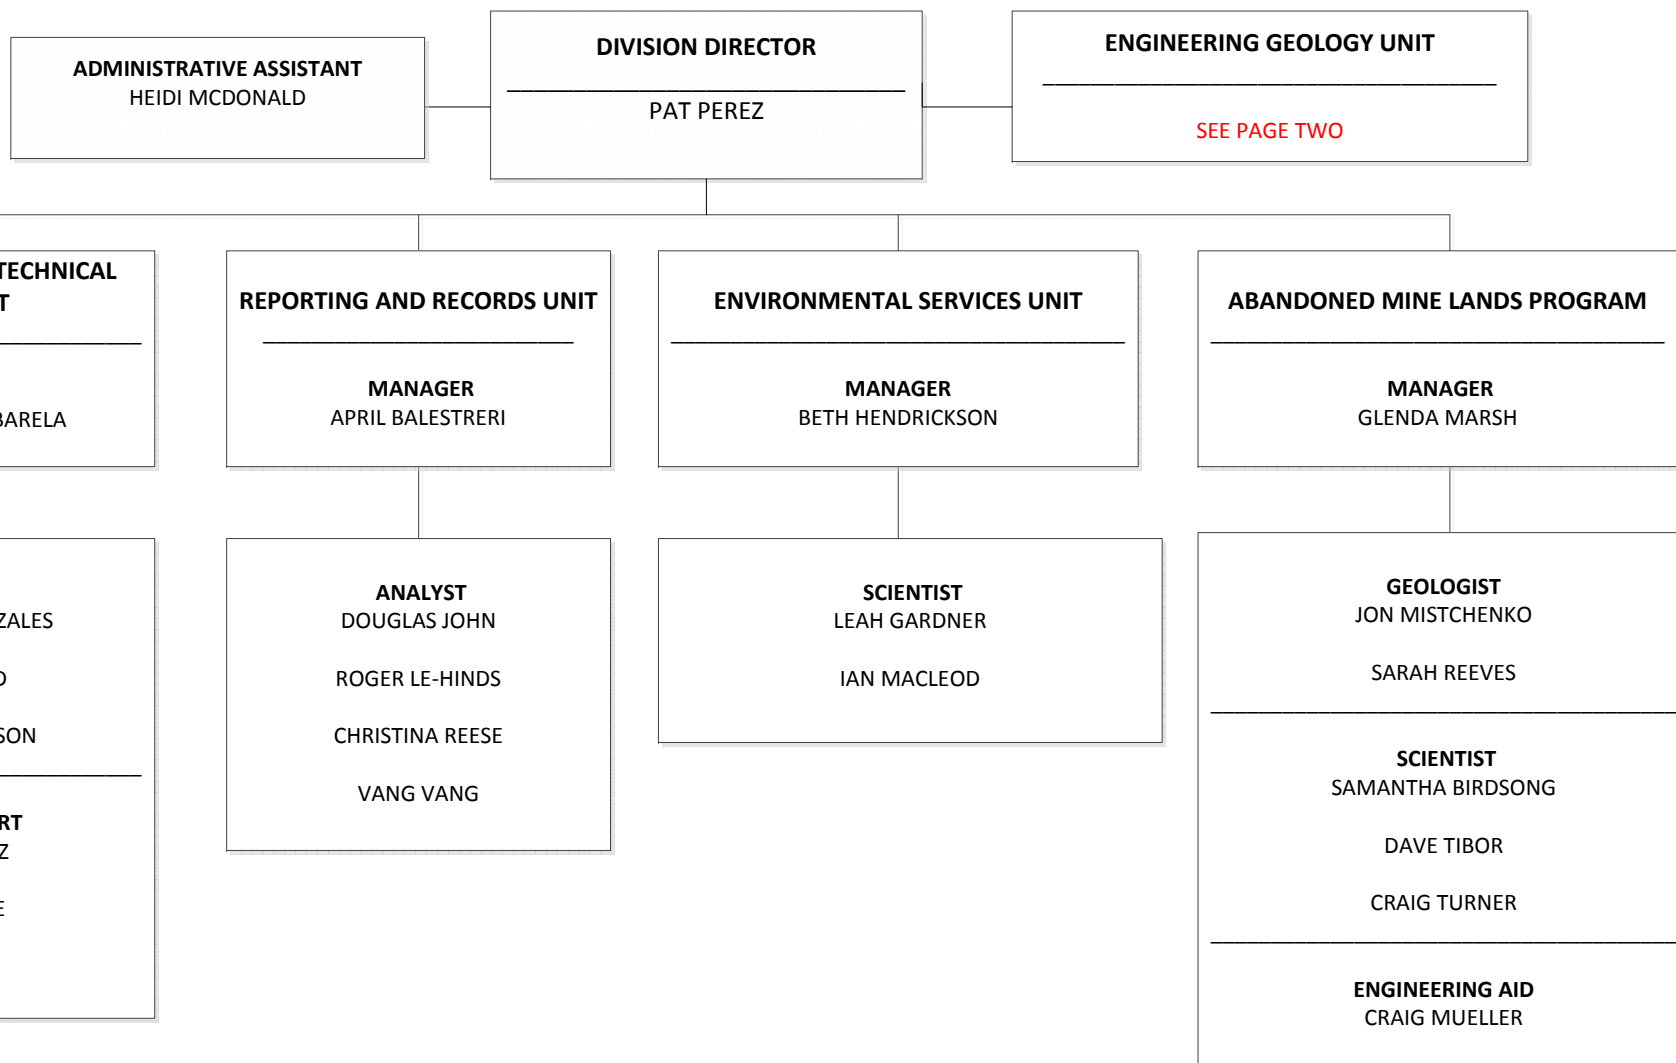 ADMINISTRATIVE ASSISTANT
HEIDI MCDONALD
DIVISION DIRECTOR
PAT PEREZ
ENGINEERING GEOLOGY UNIT
SEE PAGE TWO
TECHNICAL
BARELA
REPORTING AND RECORDS UNIT
MANAGER
APRIL BALESTRERI
ENVIRONMENTAL SERVICES UNIT
MANAGER
BETH HENDRICKSON
ABANDONED MINE LANDS PROGRAM
MANAGER
GLENDA MARSH
ANALYST
DOUGLAS JOHN
ROGER LE-HINDS
CHRISTINA REESE
VANG VANG
SCIENTIST
LEAH GARDNER
IAN MACLEOD
GEOLOGIST
JON MISTCHENKO
SARAH REEVES
SCIENTIST
SAMANTHA BIRDSONG
DAVE TIBOR
CRAIG TURNER
ENGINEERING AID
CRAIG MUELLER